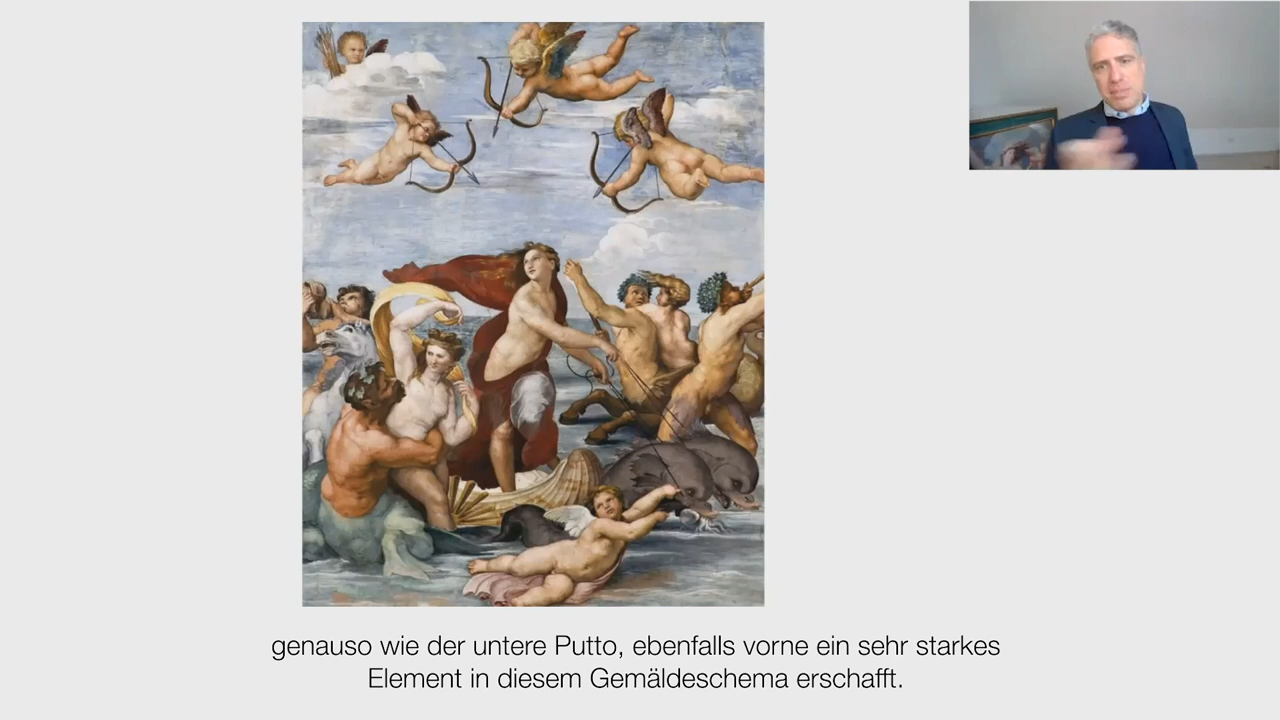 genauso wie der untere Putto, ebenfalls vorne ein sehr starkes
Element in diesem Gemäldeschema erschafft.